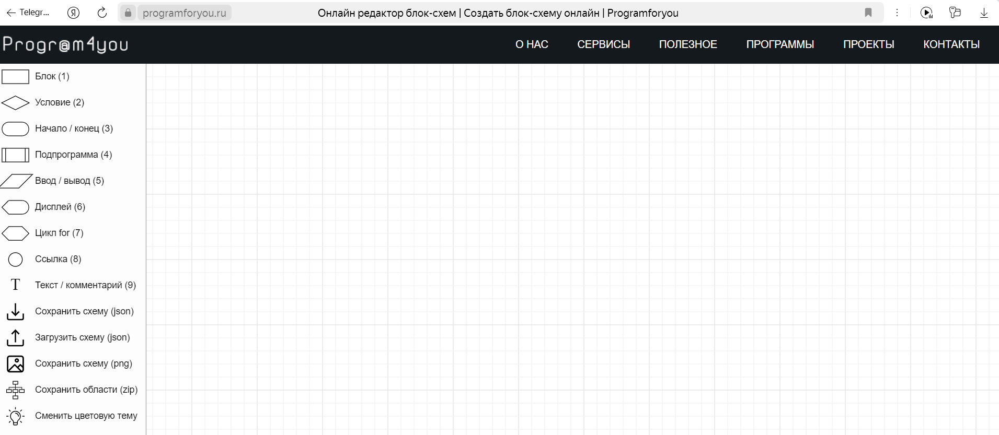 Telegr...
programforyou.ru
Онлайн редактор блок-схем | Создать блок-схему онлайн | Programforyou
Progr@m4you
О НАС СЕРВИСЫ ПОЛЕЗНОЕ ПРОГРАММЫ ПРОЕКТЫ КОНТАКТЫ
Блок (1)
Условие (2)
Начало / конец (3)
Подпрограмма (4)
Ввод / вывод (5)
Дисплей (6)
Цикл for (7)
Ссылка (8)
T Текст / комментарий (9)
Сохранить схему (json)
Загрузить схему (json)
Сохранить схему (png)
Сохранить области (zip)
Сменить цветовую тему